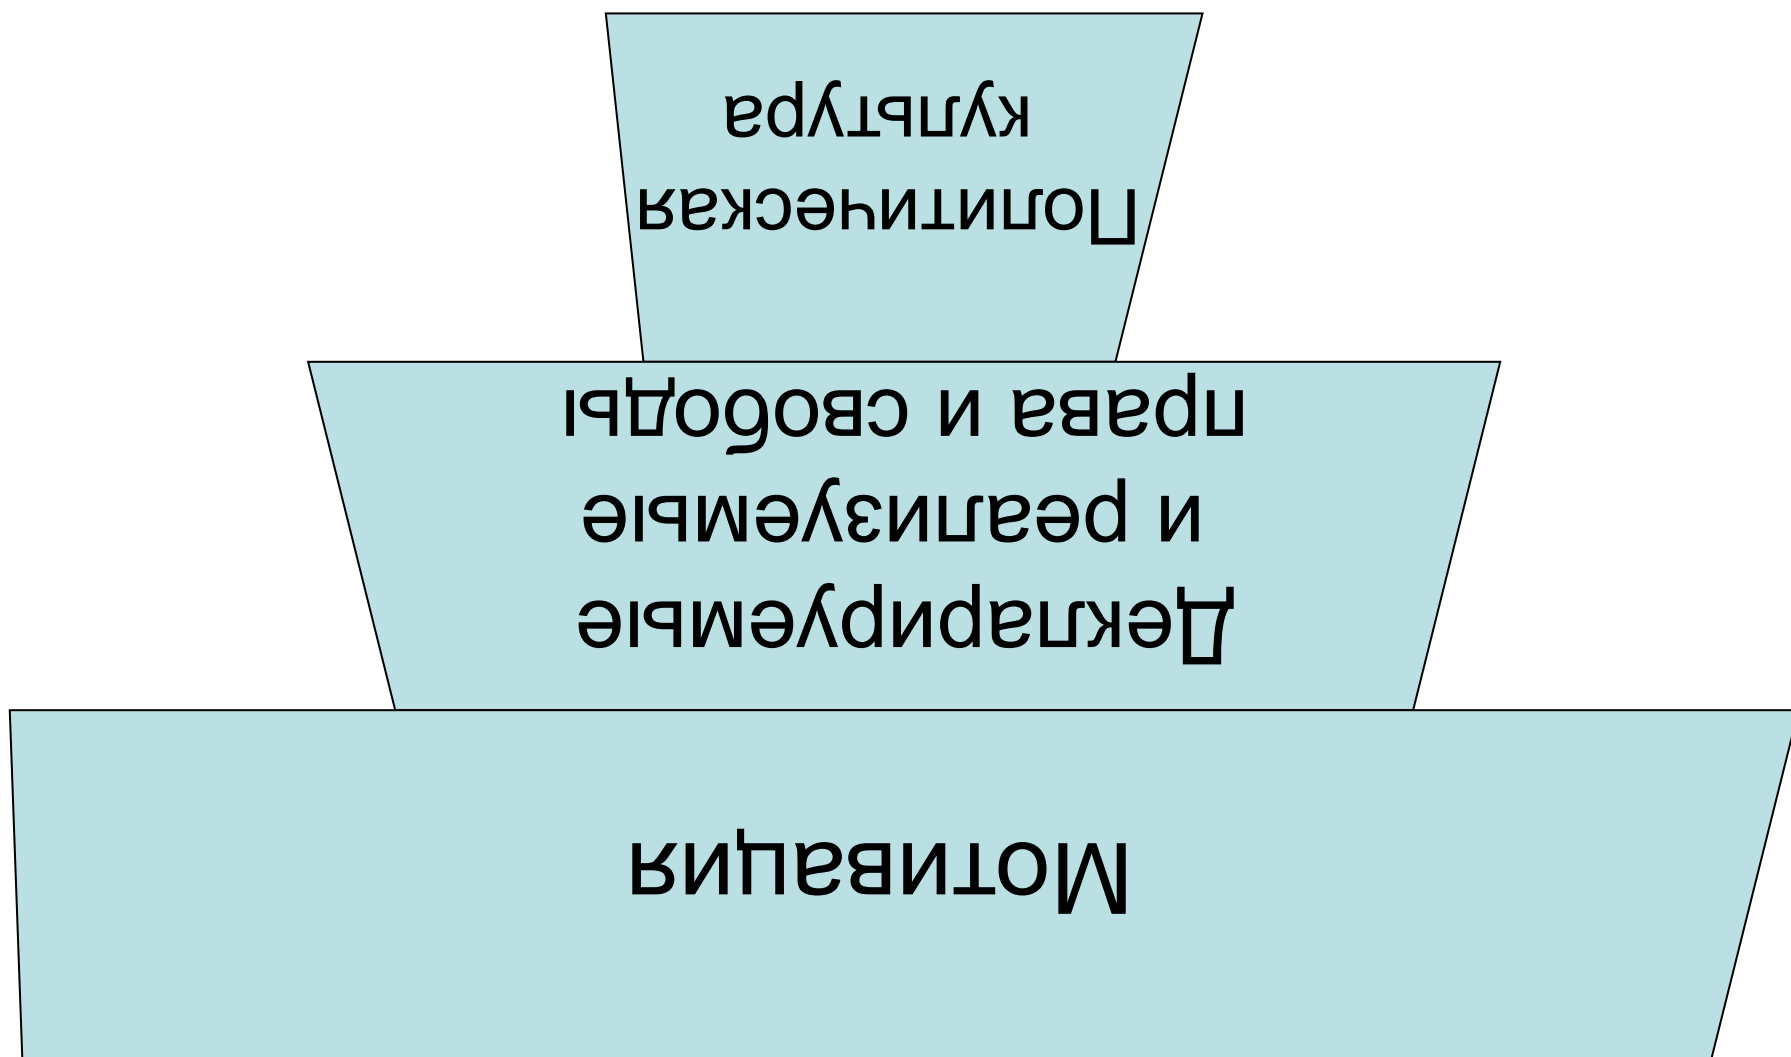 Мотивация
Декларируемые
и реализуемые
права и свободы
Политическая
культура